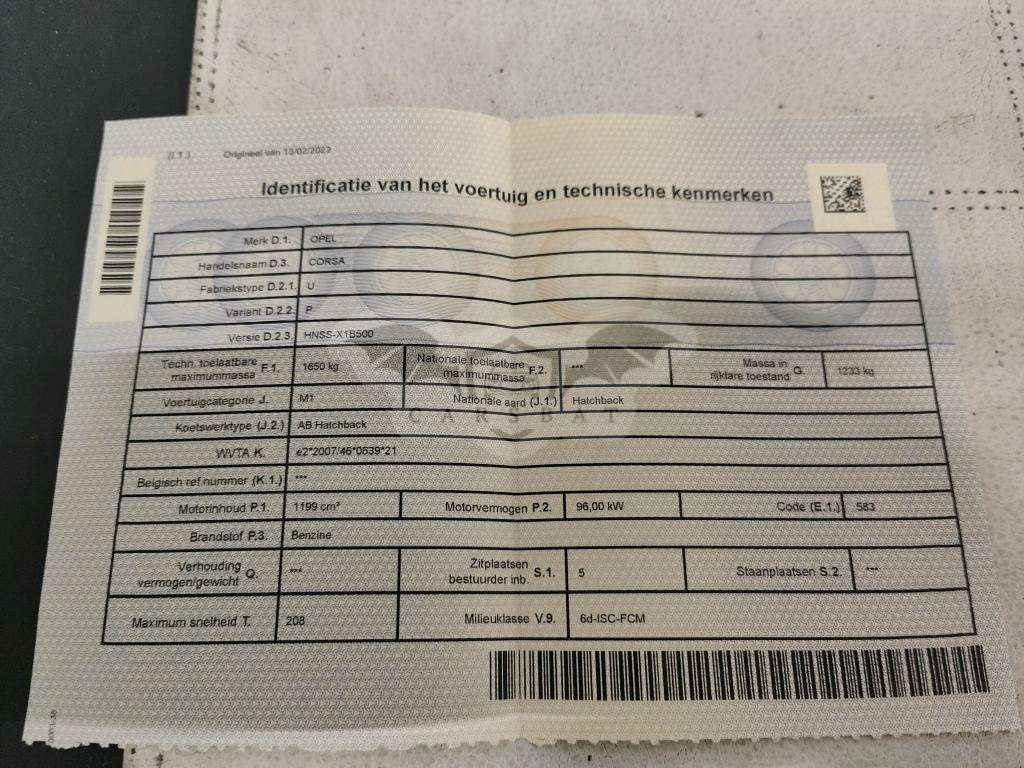 (I.1.) Origineel van 13/02/2023
Identificatie van het voertuig en technische kenmerken
Merk D.1. OPEL
Handelsnaam D.3. CORSA
Fabriekstype D.2.1. U
Variant D.2.2. P
Versie D.2.3. HNSS-X1B500
Techn. toelaatbare maximummassa F.1. 1650 kg Nationale toelaatbare maximummassa F.2. *** Massa in rijklare toestand G. 1233 kg
Voertuigcategorie J. M1 Nationale aard (J.1.) Hatchback
CARSBAT
Koetswerktype (J.2.) AB Hatchback
WVTA K. e2*2007/46*0639*21
Belgisch ref.nummer (K.1.) ***
Motorinhoud P.1. 1199 cm³ Motorvermogen P.2. 96,00 kW Code (E.1.) 583
Brandstof P.3. Benzine
Verhouding vermogen/gewicht Q. *** Zitplaatsen bestuurder inb. S.1. 5 Staanplaatsen S.2. ***
Maximum snelheid T. 208 Milieuklasse V.9. 6d-ISC-FCM